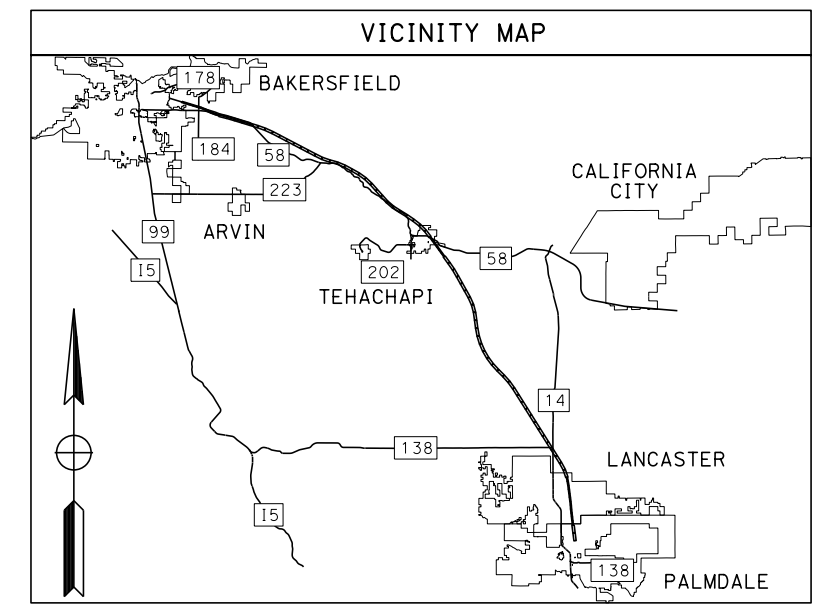 VICINITY MAP
178
BAKERSFIELD
184
58
223
CALIFORNIA
CITY
99
ARVIN
I5
58
202
TEHACHAPI
14
138
LANCASTER
I5
138
PALMDALE